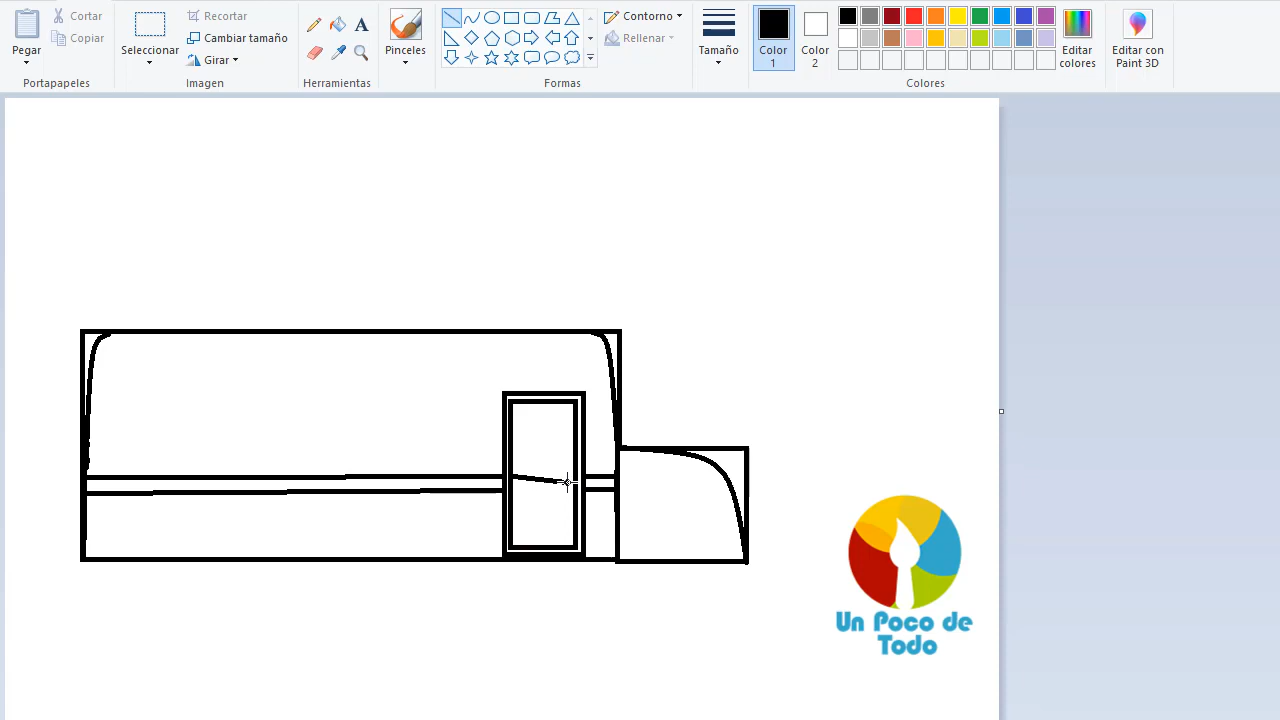 Pegar
Cortar
Copiar
Portapapeles
Seleccionar
Recortar
Cambiar tamaño
Girar
Imagen
A
Herramientas
Pinceles
Formas
Contorno
Rellenar
Tamaño
Color
1
Color
2
Colores
Editar
colores
Editar con
Paint 3D
Un Poco de
Todo